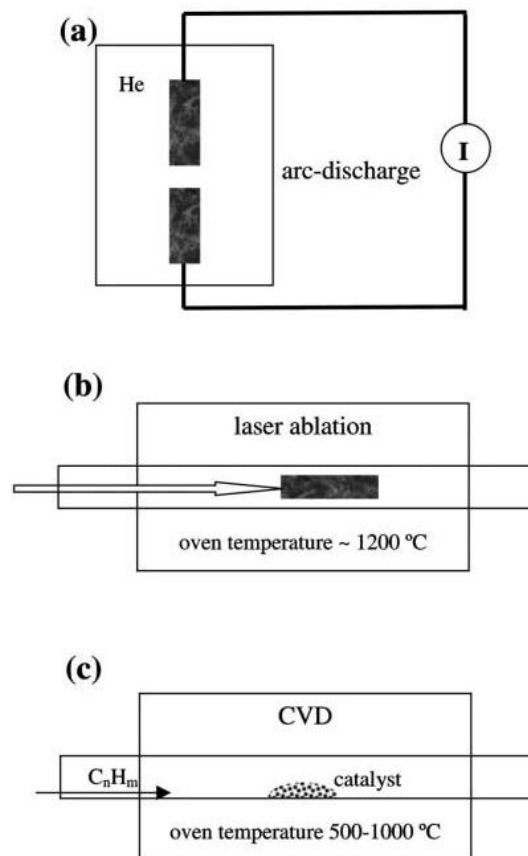 (a)
He
I
arc-discharge
(b)
laser ablation
oven temperature ~ 1200 ºC
(c)
CVD
CnHm
catalyst
oven temperature 500-1000 ºC